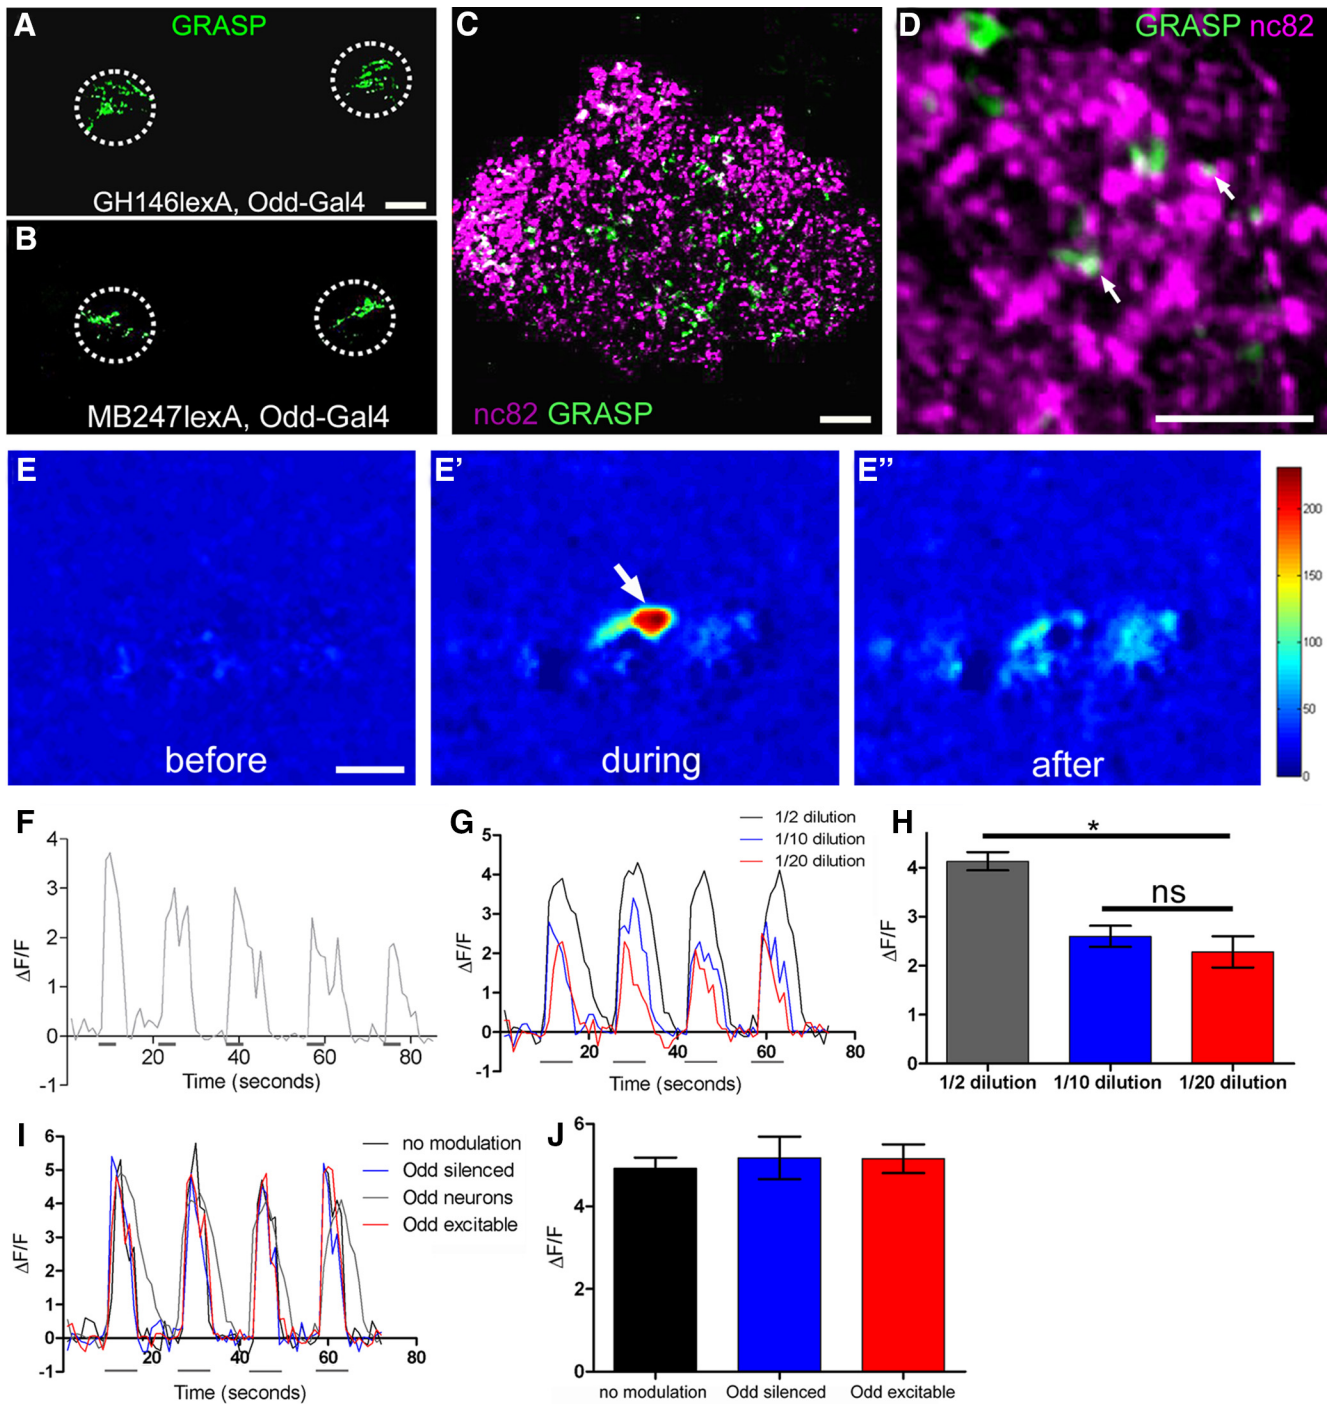 A
GRASP
GH146lexA, Odd-Gal4
B
MB247lexA, Odd-Gal4
C
nc82 GRASP
D
GRASP nc82
E
before
E’
during
E”
after
200
150
100
50
0
F
4
3
2
1
0
-1
ΔF/F
20 40 60 80
Time (seconds)
G
1/2 dilution
1/10 dilution
1/20 dilution
5
4
3
2
1
0
-1
ΔF/F
20 40 60 80
Time (seconds)
H
*
ns
4
3
2
1
0
ΔF/F
1/2 dilution 1/10 dilution 1/20 dilution
I
no modulation
Odd silenced
Odd neurons
Odd excitable
6
5
4
3
2
1
0
-1
ΔF/F
20 40 60 80
Time (seconds)
J
6
4
2
0
ΔF/F
no modulation Odd silenced Odd excitable